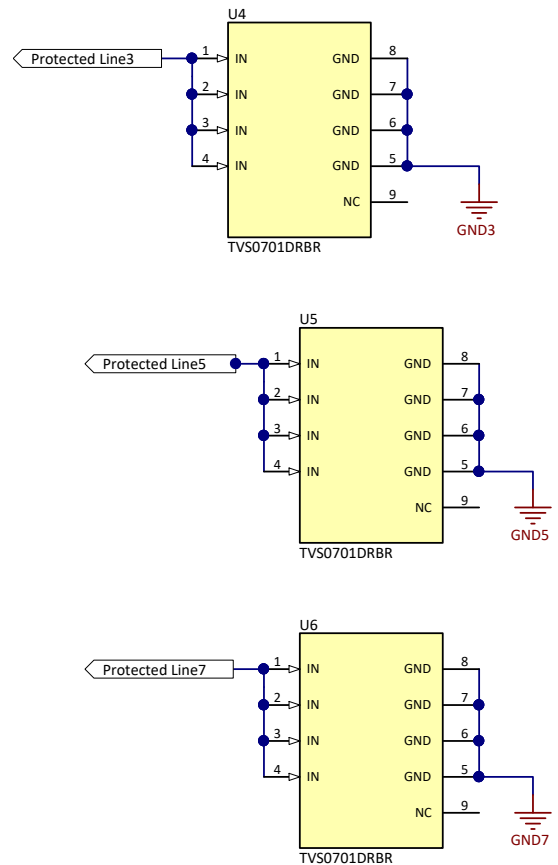 U4
Protected Line3
1 IN GND 8
2 IN GND 7
3 IN GND 6
4 IN GND 5
NC 9
GND3
TVS0701DRBR
U5
Protected Line5
1 IN GND 8
2 IN GND 7
3 IN GND 6
4 IN GND 5
NC 9
GND5
TVS0701DRBR
U6
Protected Line7
1 IN GND 8
2 IN GND 7
3 IN GND 6
4 IN GND 5
NC 9
GND7
TVS0701DRBR